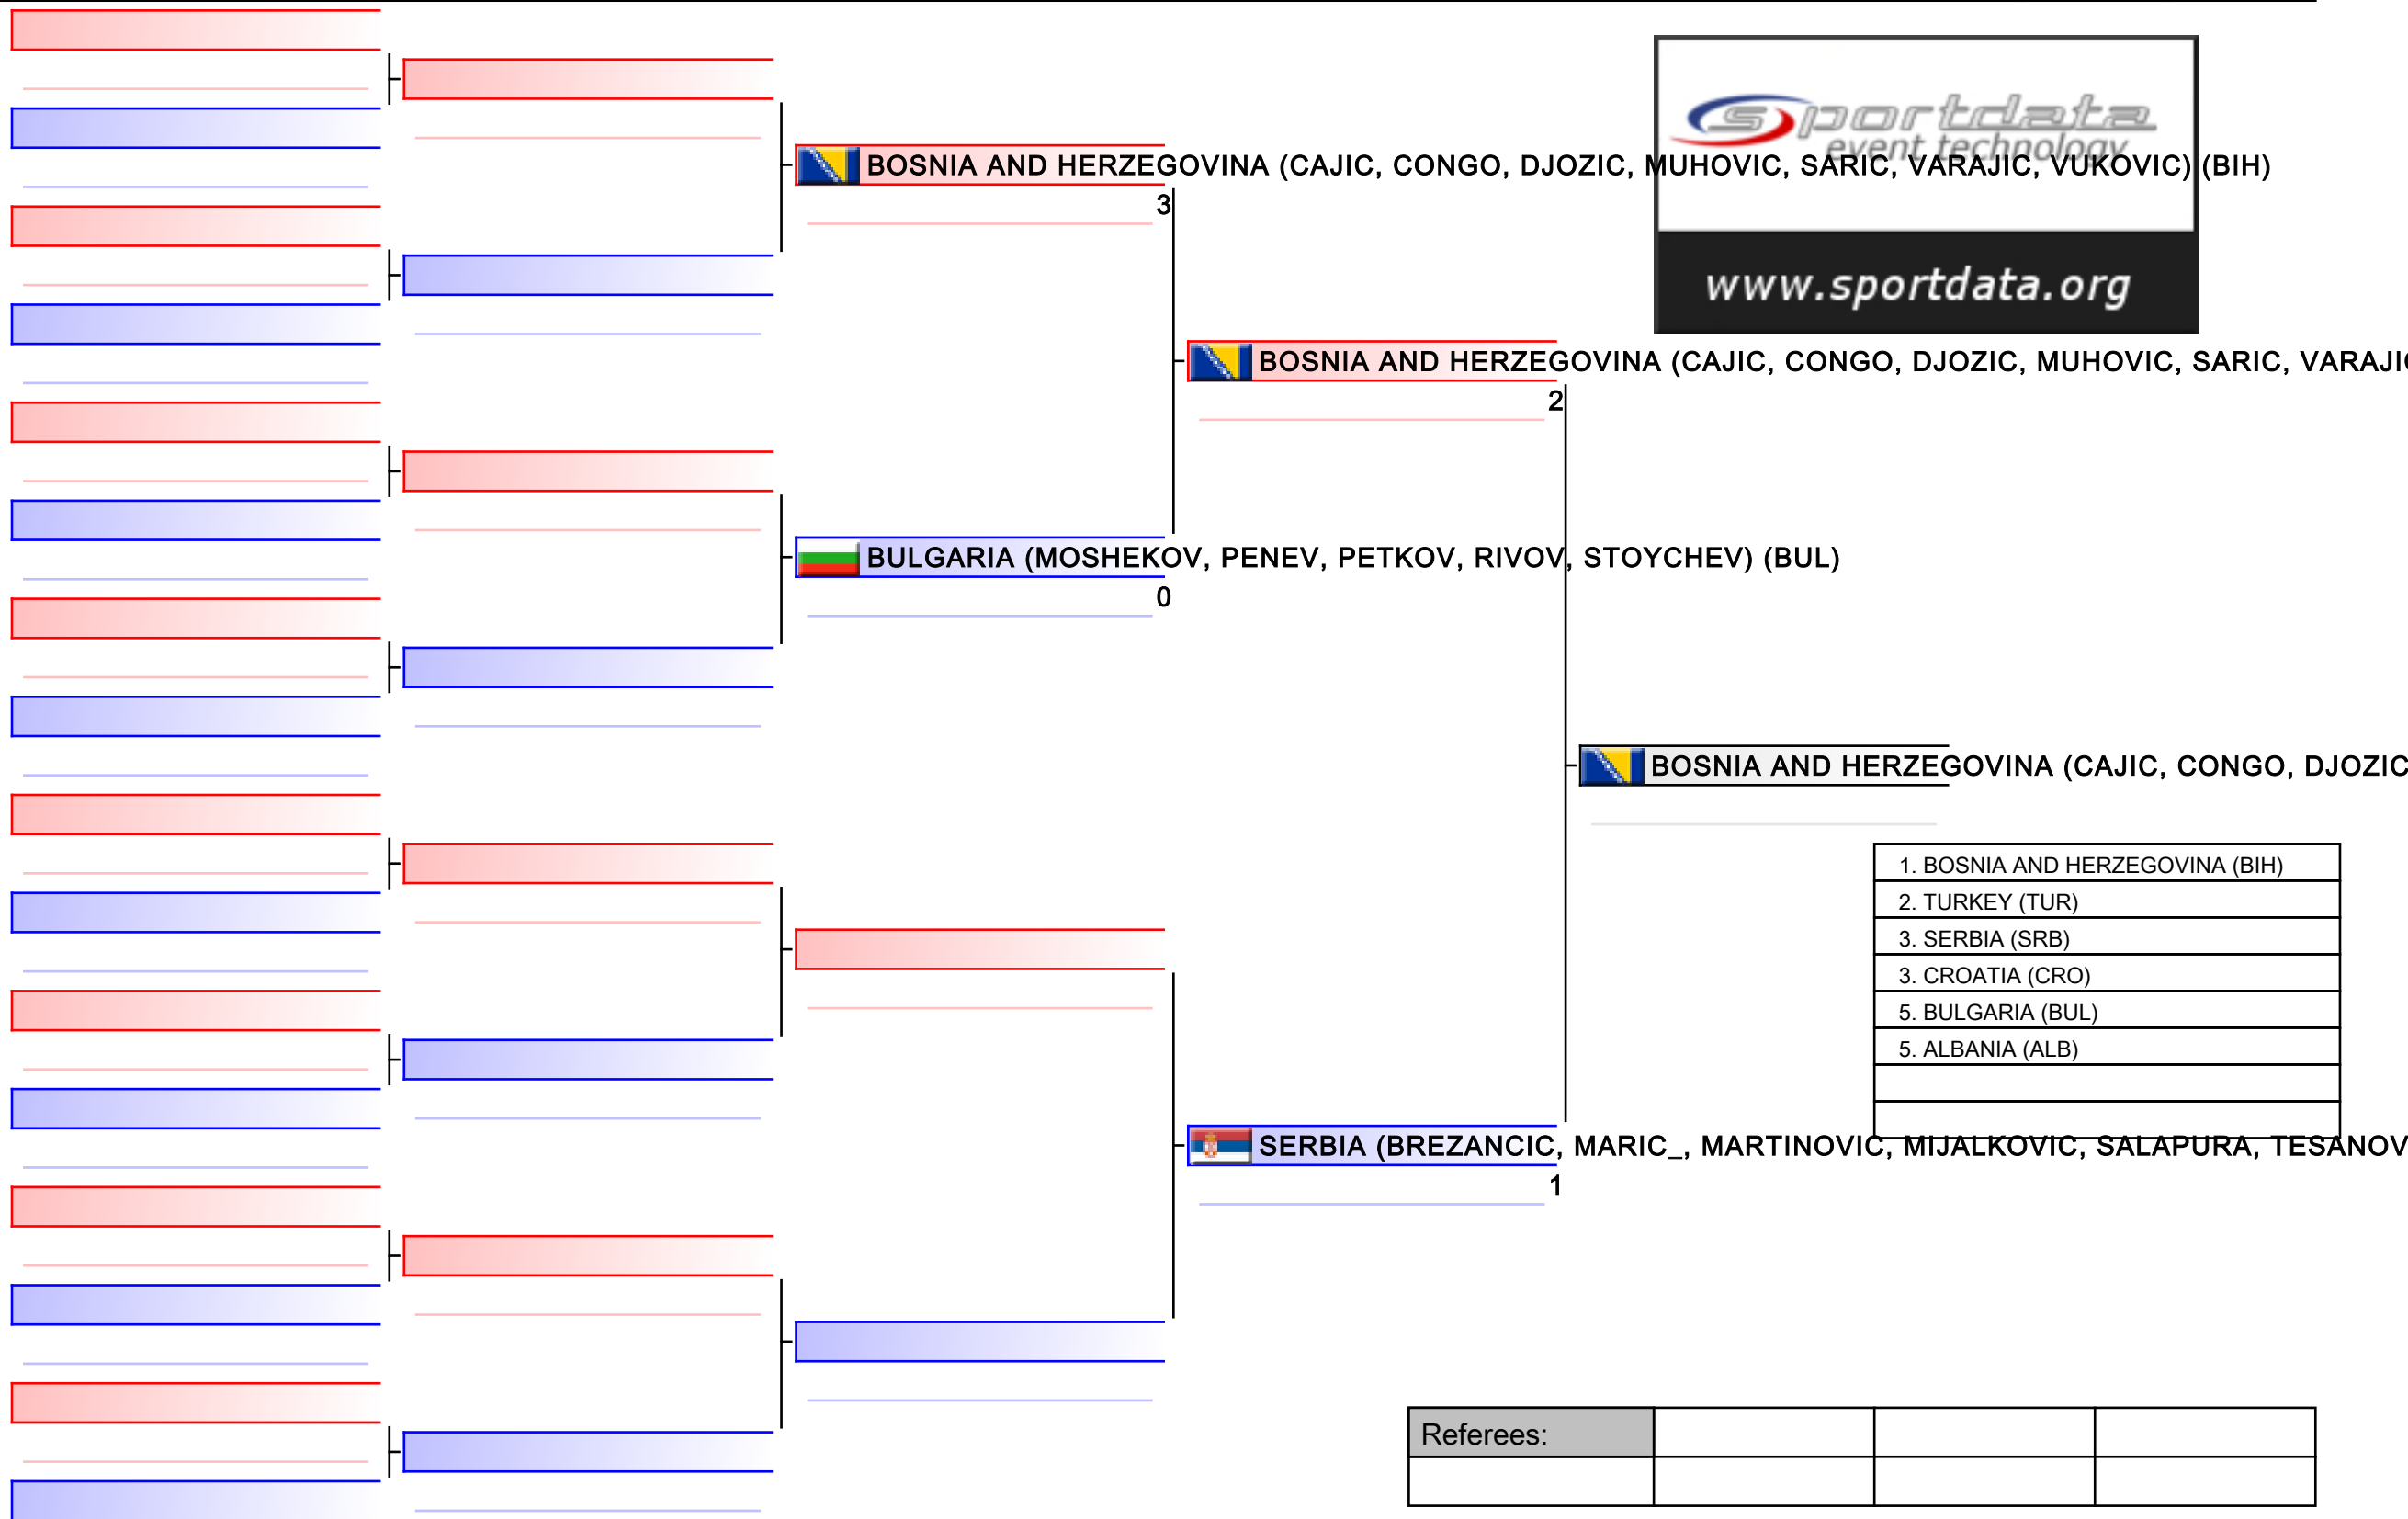 sportdata
event technology
BOSNIA AND HERZEGOVINA (CAJIC, CONGO, DJOZIC, MUHOVIC, SARIC, VARAJIC, VUKOVIC) (BIH)
3
www.sportdata.org
BOSNIA AND HERZEGOVINA (CAJIC, CONGO, DJOZIC, MUHOVIC, SARIC, VARAJIC
2
BULGARIA (MOSHEKOV, PENEV, PETKOV, RIVOV, STOYCHEV) (BUL)
0
BOSNIA AND HERZEGOVINA (CAJIC, CONGO, DJOZIC
1. BOSNIA AND HERZEGOVINA (BIH)
2. TURKEY (TUR)
3. SERBIA (SRB)
3. CROATIA (CRO)
5. BULGARIA (BUL)
5. ALBANIA (ALB)
SERBIA (BREZANCIC, MARIC_, MARTINOVIC, MIJALKOVIC, SALAPURA, TESANOV
1
Referees: